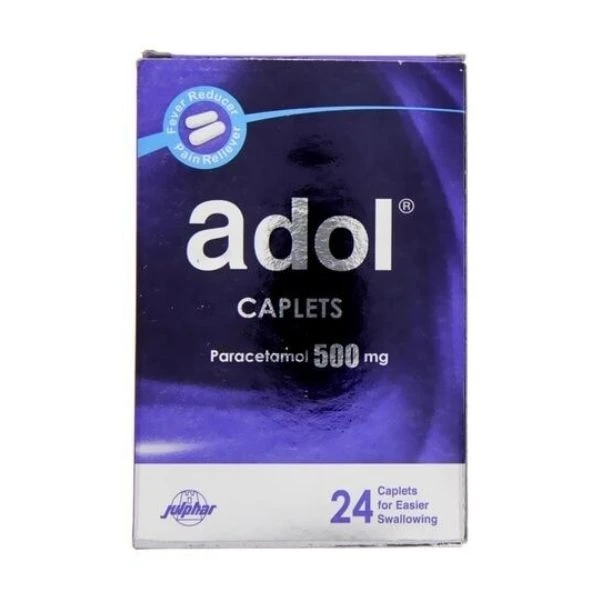 Fever Reducer
Pain Reliever
adol®
CAPLETS
Paracetamol 500 mg
julphar
24 Caplets
for Easier
Swallowing